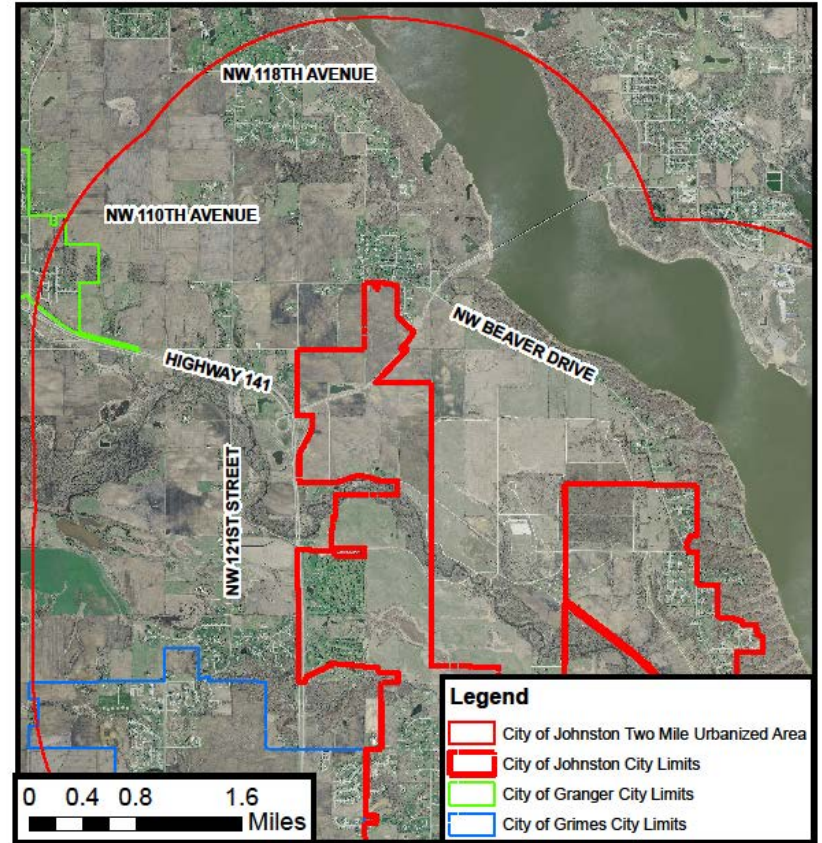 NW 118TH AVENUE
NW 110TH AVENUE
NW BEAVER DRIVE
HIGHWAY 141
NW 121ST STREET
Legend
City of Johnston Two Mile Urbanized Area
City of Johnston City Limits
City of Granger City Limits
City of Grimes City Limits
0 0.4 0.8 1.6
Miles